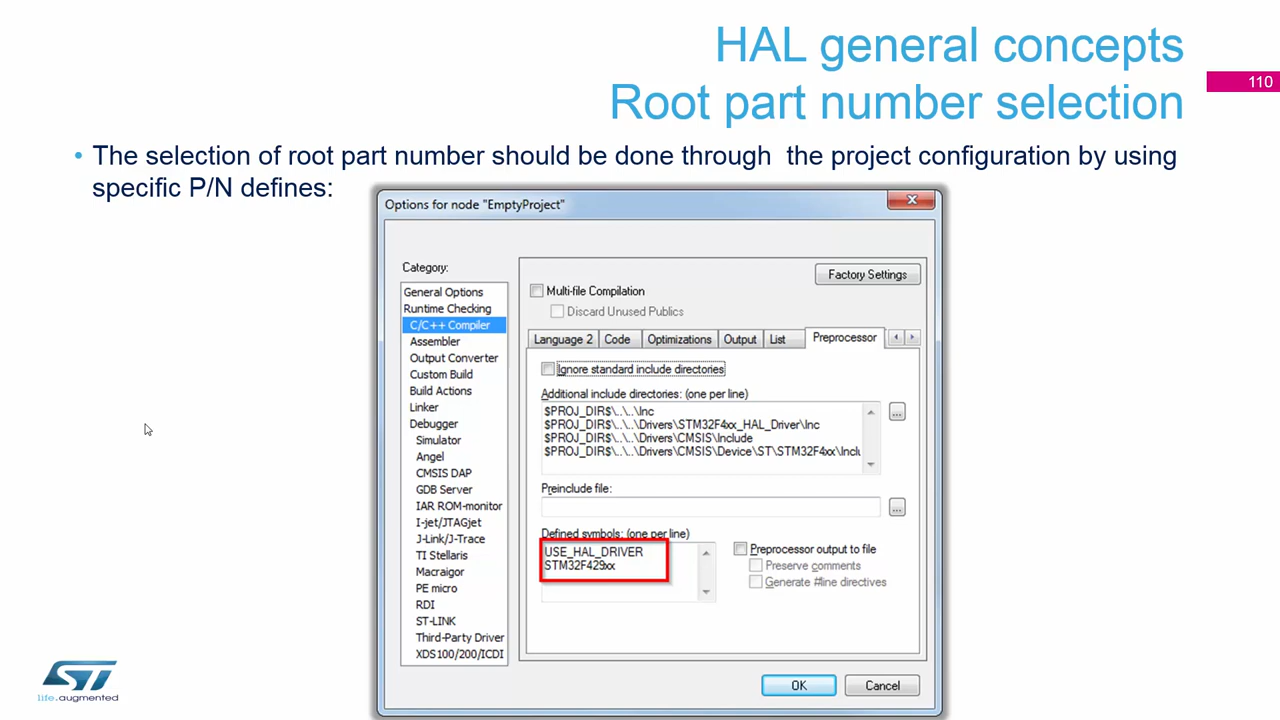 HAL general concepts
Root part number selection
110
• The selection of root part number should be done through  the project configuration by using
specific P/N defines:
Options for node "EmptyProject"
Category:
General Options
Runtime Checking
C/C++ Compiler
Assembler
Output Converter
Custom Build
Build Actions
Linker
Debugger
Simulator
Angel
CMSIS DAP
GDB Server
IAR ROM-monitor
I-jet/JTAGjet
J-Link/J-Trace
TI Stellaris
Macraigor
PE micro
RDI
ST-LINK
Third-Party Driver
XDS100/200/ICDI
Factory Settings
Multi-file Compilation
Discard Unused Publics
Language 2 Code Optimizations Output List Preprocessor
Ignore standard include directories
Additional include directories: (one per line)
$PROJ_DIR$\..\..\Inc
$PROJ_DIR$\..\..\Drivers\STM32F4xx_HAL_Driver\Inc
$PROJ_DIR$\..\..\Drivers\CMSIS\Include
$PROJ_DIR$\..\..\Drivers\CMSIS\Device\ST\STM32F4xx\Inclu
...
Preinclude file:
...
Defined symbols: (one per line)
USE_HAL_DRIVER
STM32F429xx
Preprocessor output to file
Preserve comments
Generate #line directives
OK
Cancel
ST
life.augmented